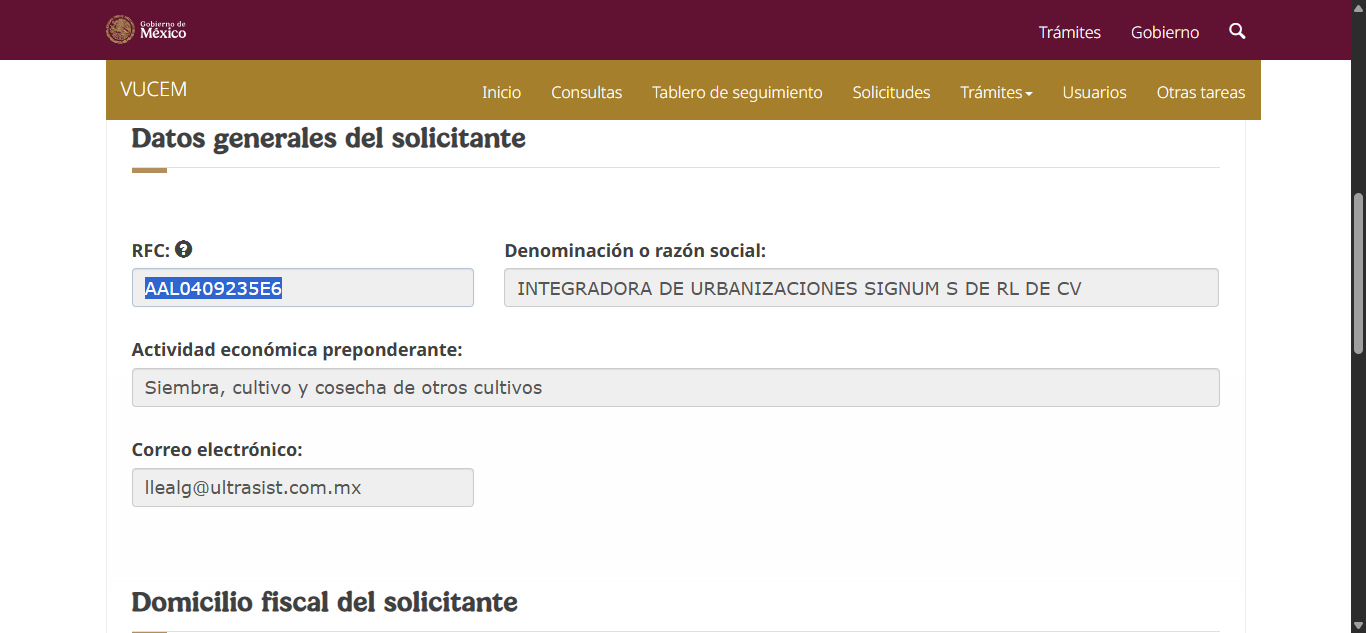 Gobierno de
México
Trámites
Gobierno
VUCEM
Inicio
Consultas
Tablero de seguimiento
Solicitudes
Trámites
Usuarios
Otras tareas
Datos generales del solicitante
RFC:
Denominación o razón social:
AAL0409235E6
INTEGRADORA DE URBANIZACIONES SIGNUM S DE RL DE CV
Actividad económica preponderante:
Siembra, cultivo y cosecha de otros cultivos
Correo electrónico:
llealg@ultrasist.com.mx
Domicilio fiscal del solicitante